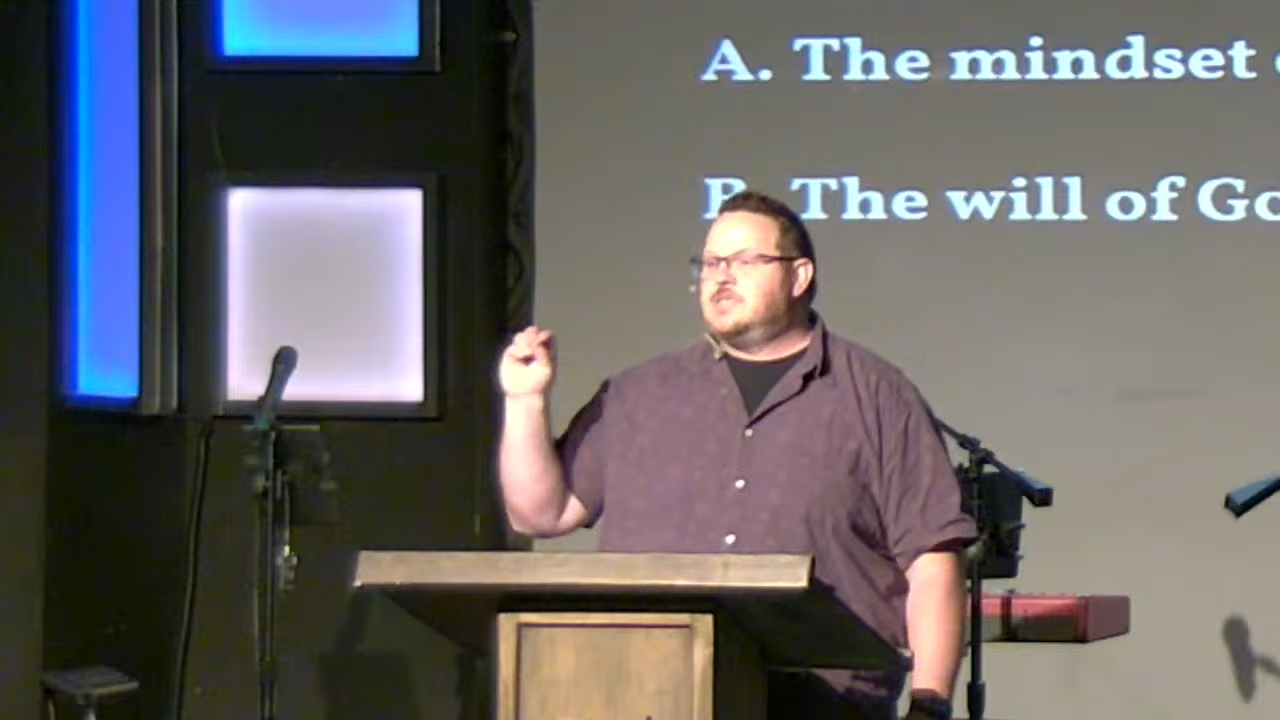 A. The mindset
B. The will of